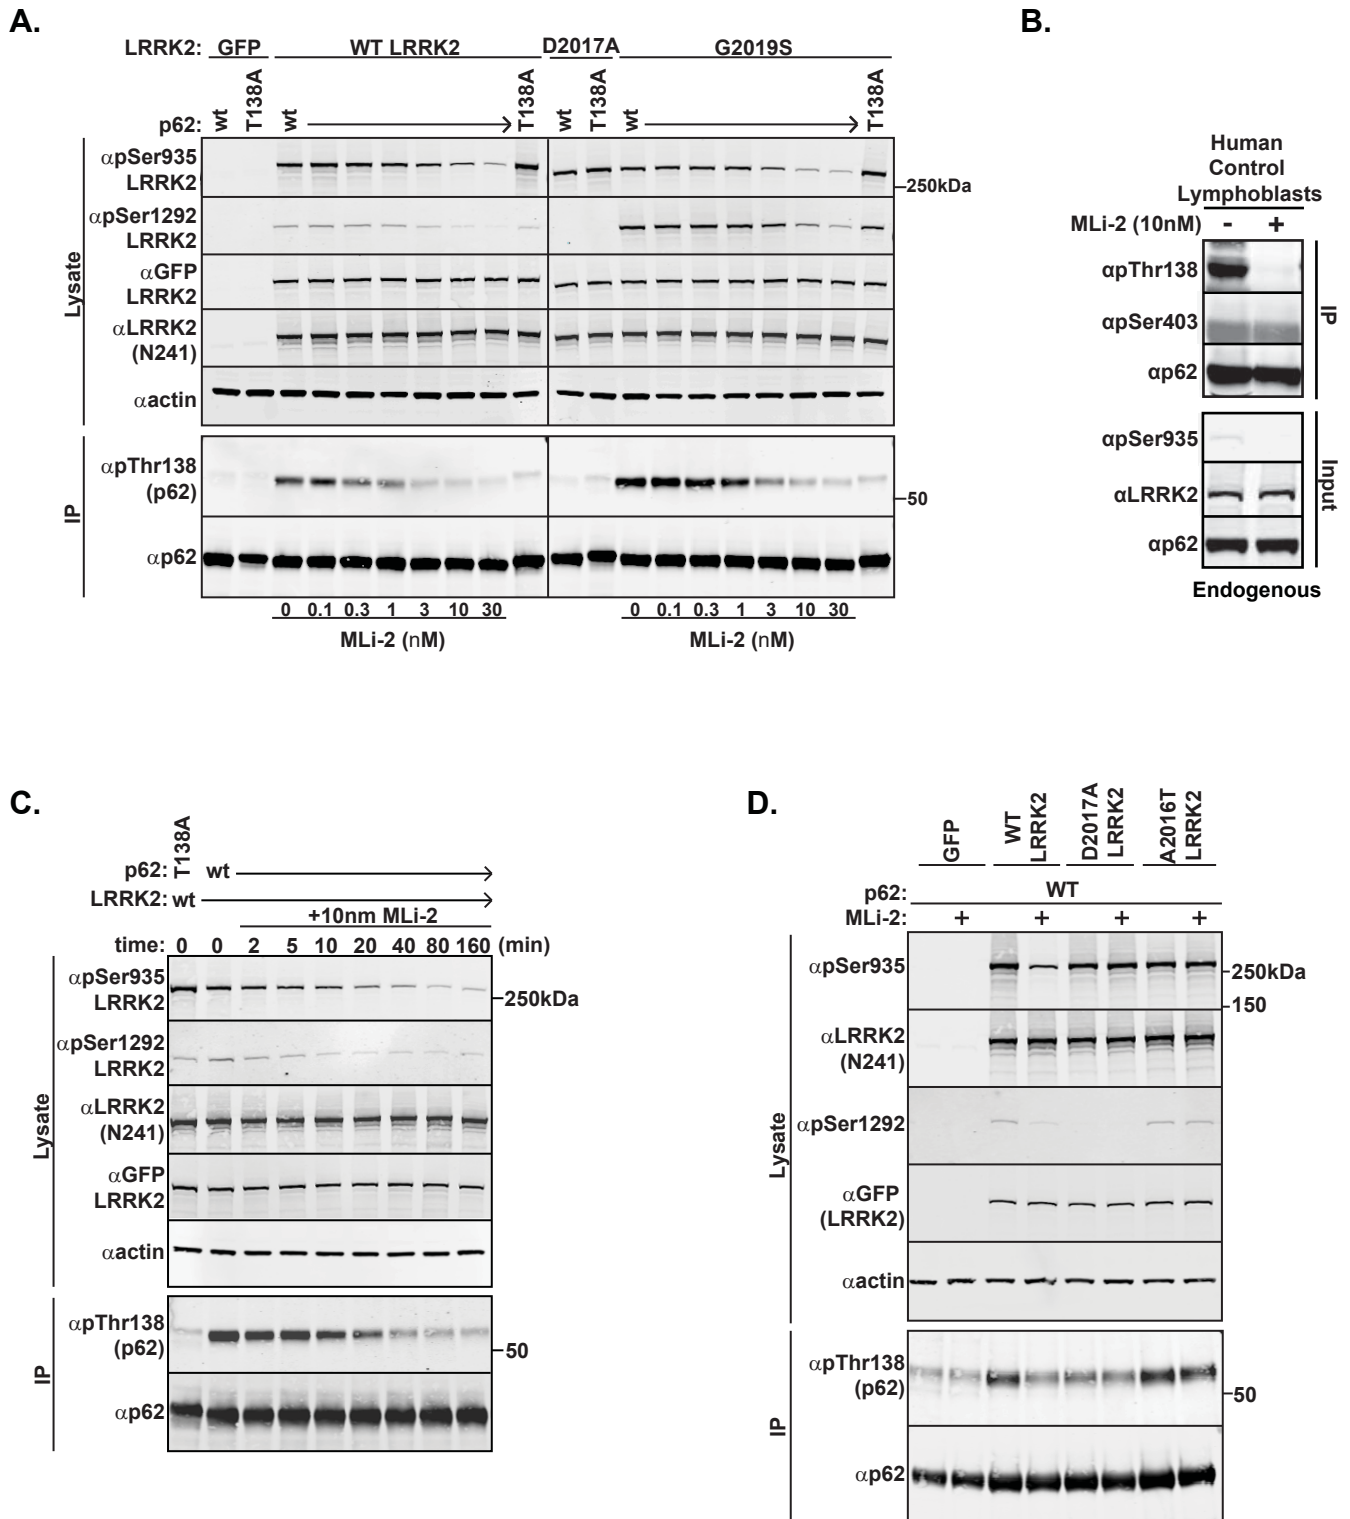 A.
LRRK2: GFP WT LRRK2 D2017A G2019S
p62: wt T138A wt T138A wt T138A wt T138A
Lysate
αpSer935
LRRK2
250kDa
αpSer1292
LRRK2
αGFP
LRRK2
αLRRK2
(N241)
αactin
IP
αpThr138
(p62)
50
αp62
0 0.1 0.3 1 3 10 30 0 0.1 0.3 1 3 10 30
MLi-2 (nM) MLi-2 (nM)
B.
Human
Control
Lymphoblasts
MLi-2 (10nM) - +
αpThr138
αpSer403
αp62
IP
αpSer935
αLRRK2
αp62
Input
Endogenous
C.
p62: T138A wt
LRRK2: wt
+10nm MLi-2
time: 0 0 2 5 10 20 40 80 160 (min)
Lysate
αpSer935
LRRK2
250kDa
αpSer1292
LRRK2
αLRRK2
(N241)
αGFP
LRRK2
αactin
IP
αpThr138
(p62)
50
αp62
D.
GFP
WT
LRRK2
D2017A
LRRK2
A2016T
LRRK2
p62: WT
MLi-2: + + + +
Lysate
αpSer935
250kDa
150
αLRRK2
(N241)
αpSer1292
αGFP
(LRRK2)
αactin
IP
αpThr138
(p62)
50
αp62